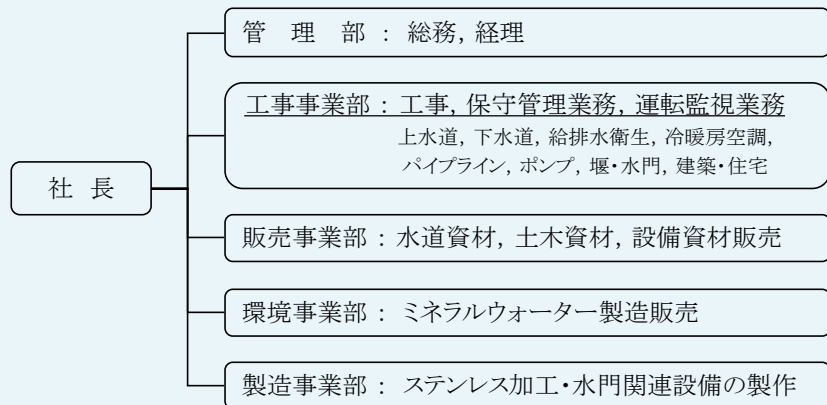 管 理 部 : 総務, 経理
工事事業部 : 工事, 保守管理業務, 運転監視業務
上水道, 下水道, 給排水衛生, 冷暖房空調,
パイプライン, ポンプ, 堰・水門, 建築・住宅
社 長
販売事業部 : 水道資材, 土木資材, 設備資材販売
環境事業部 : ミネラルウォーター製造販売
製造事業部 : ステンレス加工・水門関連設備の製作